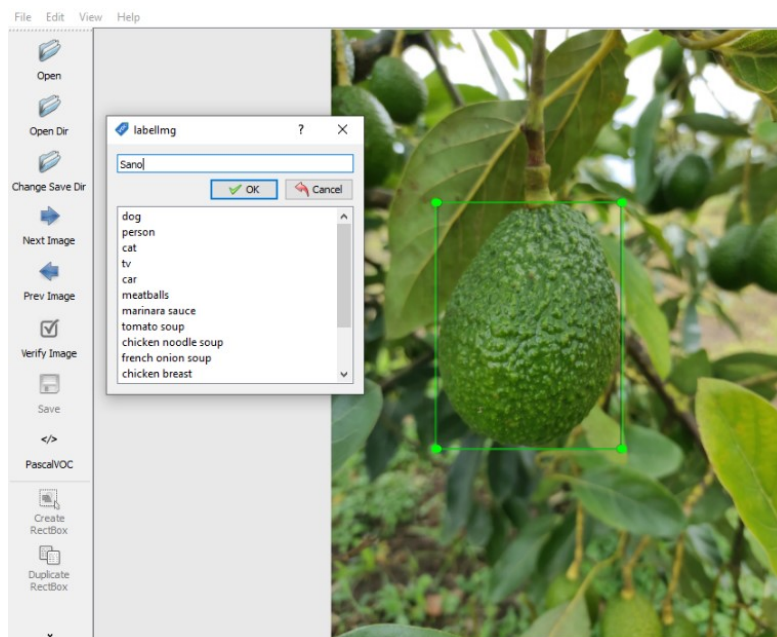 File Edit View Help
Open
Open Dir
Change Save Dir
Next Image
Prev Image
Verify Image
Save
</>
PascalVOC
Create
RectBox
Duplicate
RectBox
labelImg ? X
Sano
OK Cancel
dog
person
cat
tv
car
meatballs
marinara sauce
tomato soup
chicken noodle soup
french onion soup
chicken breast